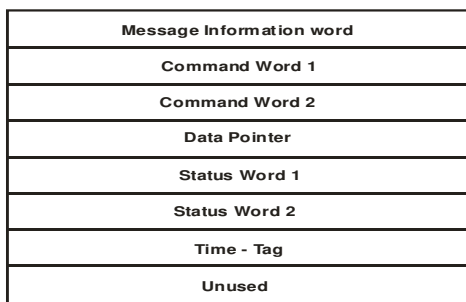 Message Information word
Command Word 1
Command Word 2
Data Pointer
Status Word 1
Status Word 2
Time - Tag
Unused